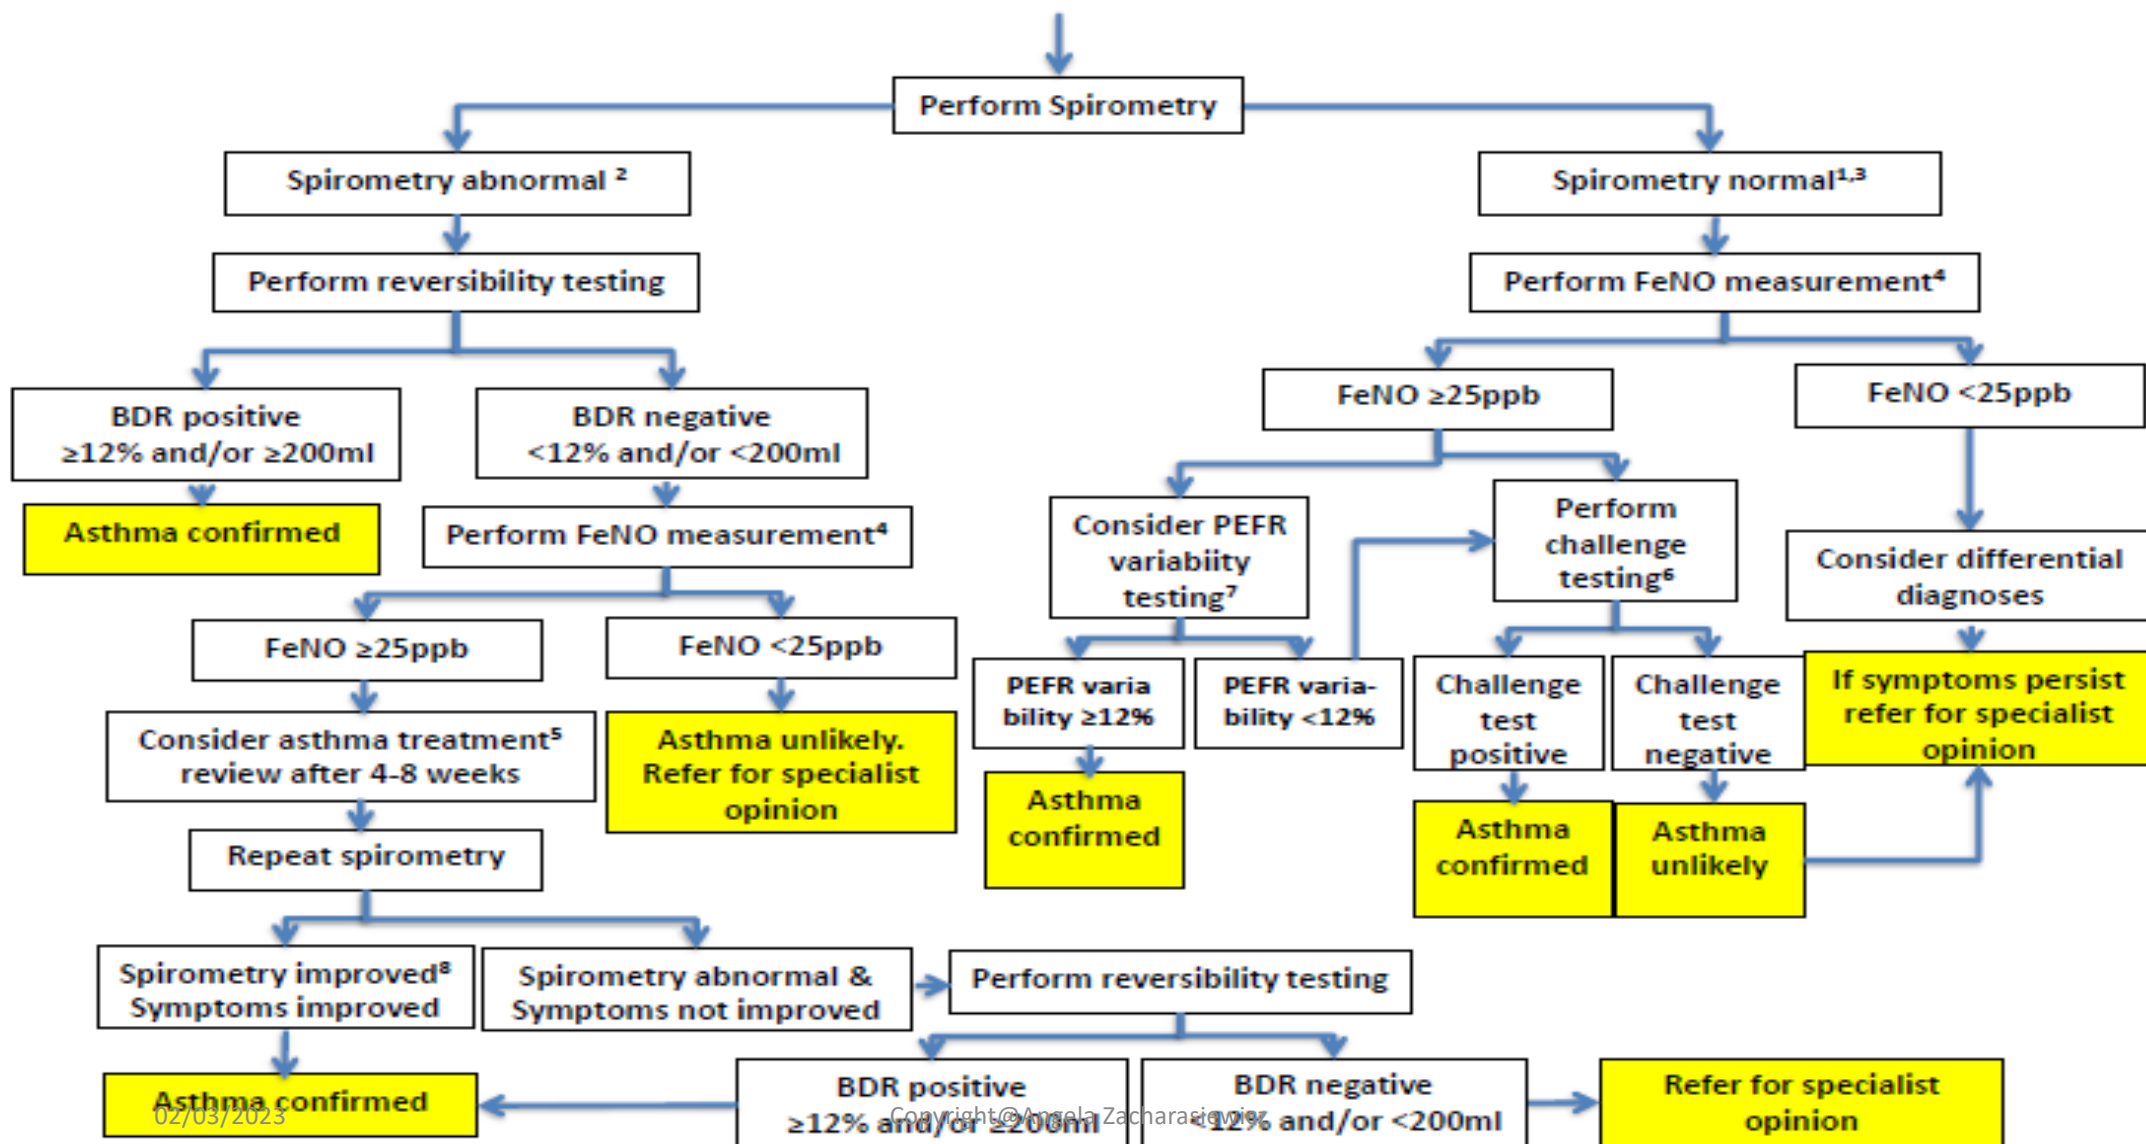 Perform Spirometry
Spirometry abnormal ²
Spirometry normal¹,³
Perform reversibility testing
Perform FeNO measurement⁴
BDR positive
≥12% and/or ≥200ml
BDR negative
<12% and/or <200ml
FeNO ≥25ppb
FeNO <25ppb
Asthma confirmed
Perform FeNO measurement⁴
Consider PEFR
variabiity
testing⁷
Perform
challenge
testing⁶
Consider differential
diagnoses
FeNO ≥25ppb
FeNO <25ppb
PEFR varia
bility ≥12%
PEFR varia-
bility <12%
Challenge
test
positive
Challenge
test
negative
If symptoms persist
refer for specialist
opinion
Consider asthma treatment⁵
review after 4-8 weeks
Asthma unlikely.
Refer for specialist
opinion
Asthma
confirmed
Asthma
confirmed
Asthma
unlikely
Repeat spirometry
Spirometry improved⁸
Symptoms improved
Spirometry abnormal &
Symptoms not improved
Perform reversibility testing
Asthma confirmed
BDR positive
≥12% and/or ≥200ml
BDR negative
<12% and/or <200ml
Refer for specialist
opinion
02/03/2023
Copyright@Angela Zacharasiewicz